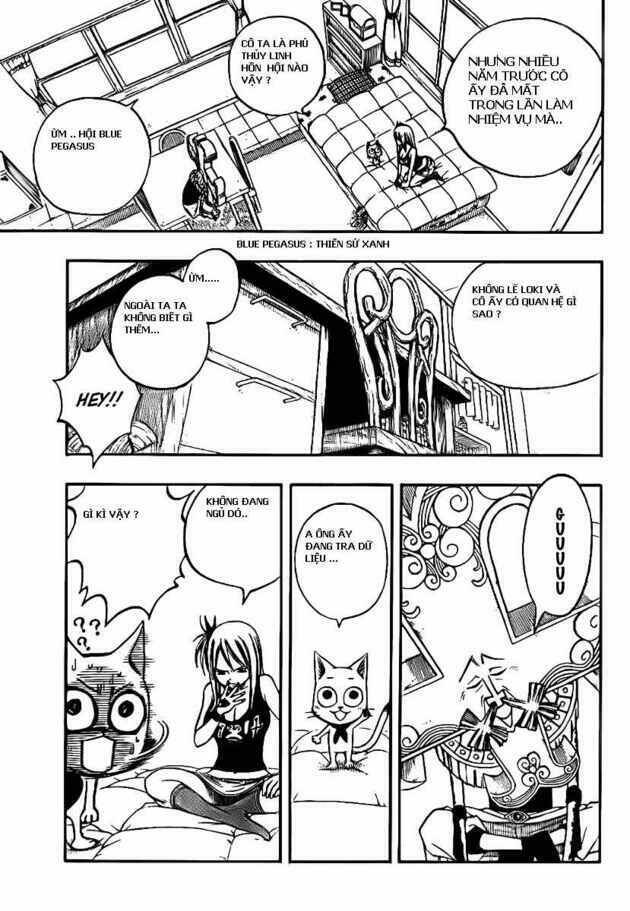 NHƯNG NHIỀU
NĂM TRƯỚC CÔ
ẤY ĐÃ MẤT
TRONG LẦN LÀM
NHIỆM VỤ MÀ..
CÔ TA LÀ PHÙ
THỦY LINH
HỒN HỘI NÀO
VẬY ?
ỪM .. HỘI BLUE
PEGASUS
BLUE PEGASUS : THIÊN SỨ XANH
KHÔNG LẼ LOKI VÀ
CÔ ẤY CÓ QUAN HỆ GÌ
SAO ?
ỪM.....
NGOÀI TA TA
KHÔNG BIẾT GÌ
THÊM...
HEY!!
GUUUUU
A ÔNG ẤY
ĐANG TRA DỮ
LIỆU ...
KHÔNG ĐANG
NGỦ DÓ..
GÌ KÌ VẬY ?
???